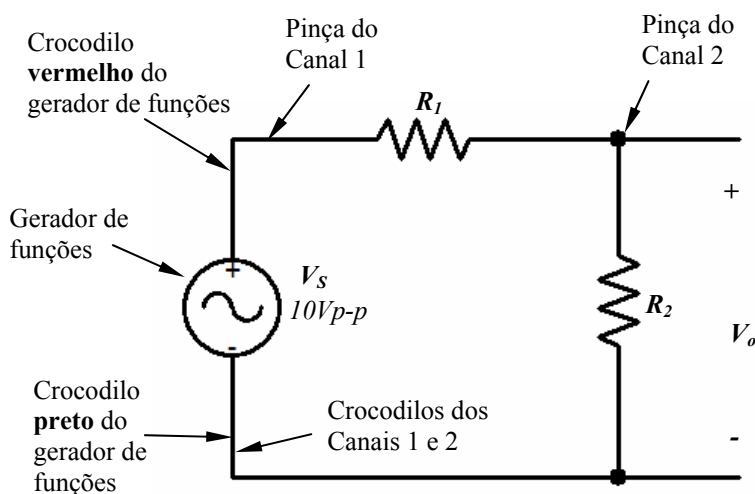 Crocodilo
vermelho do
gerador de funções
Pinça do
Canal 1
Pinça do
Canal 2
R1
+
Gerador de
funções
+
VS
10Vp-p
-
R2
Vo
Crocodilo
preto do
gerador de
funções
Crocodilos dos
Canais 1 e 2
-